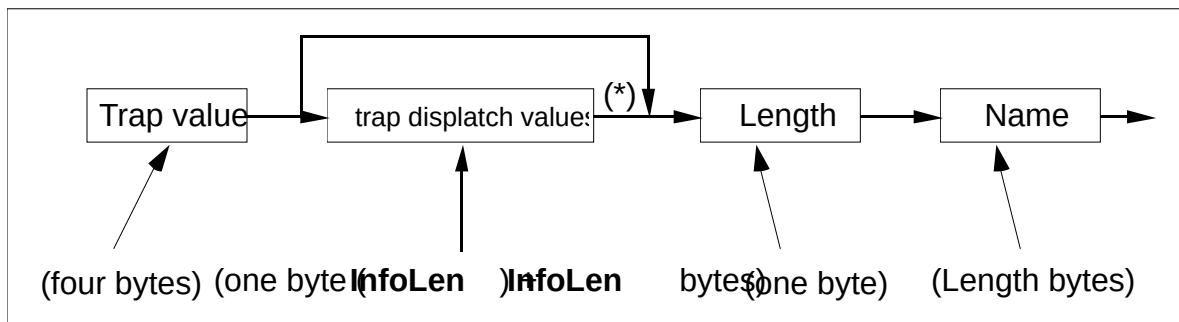 (*)
Trap value trap displatch values Length Name
(four bytes) (one byte (InfoLen ) + InfoLen bytes) (one byte) (Length bytes)